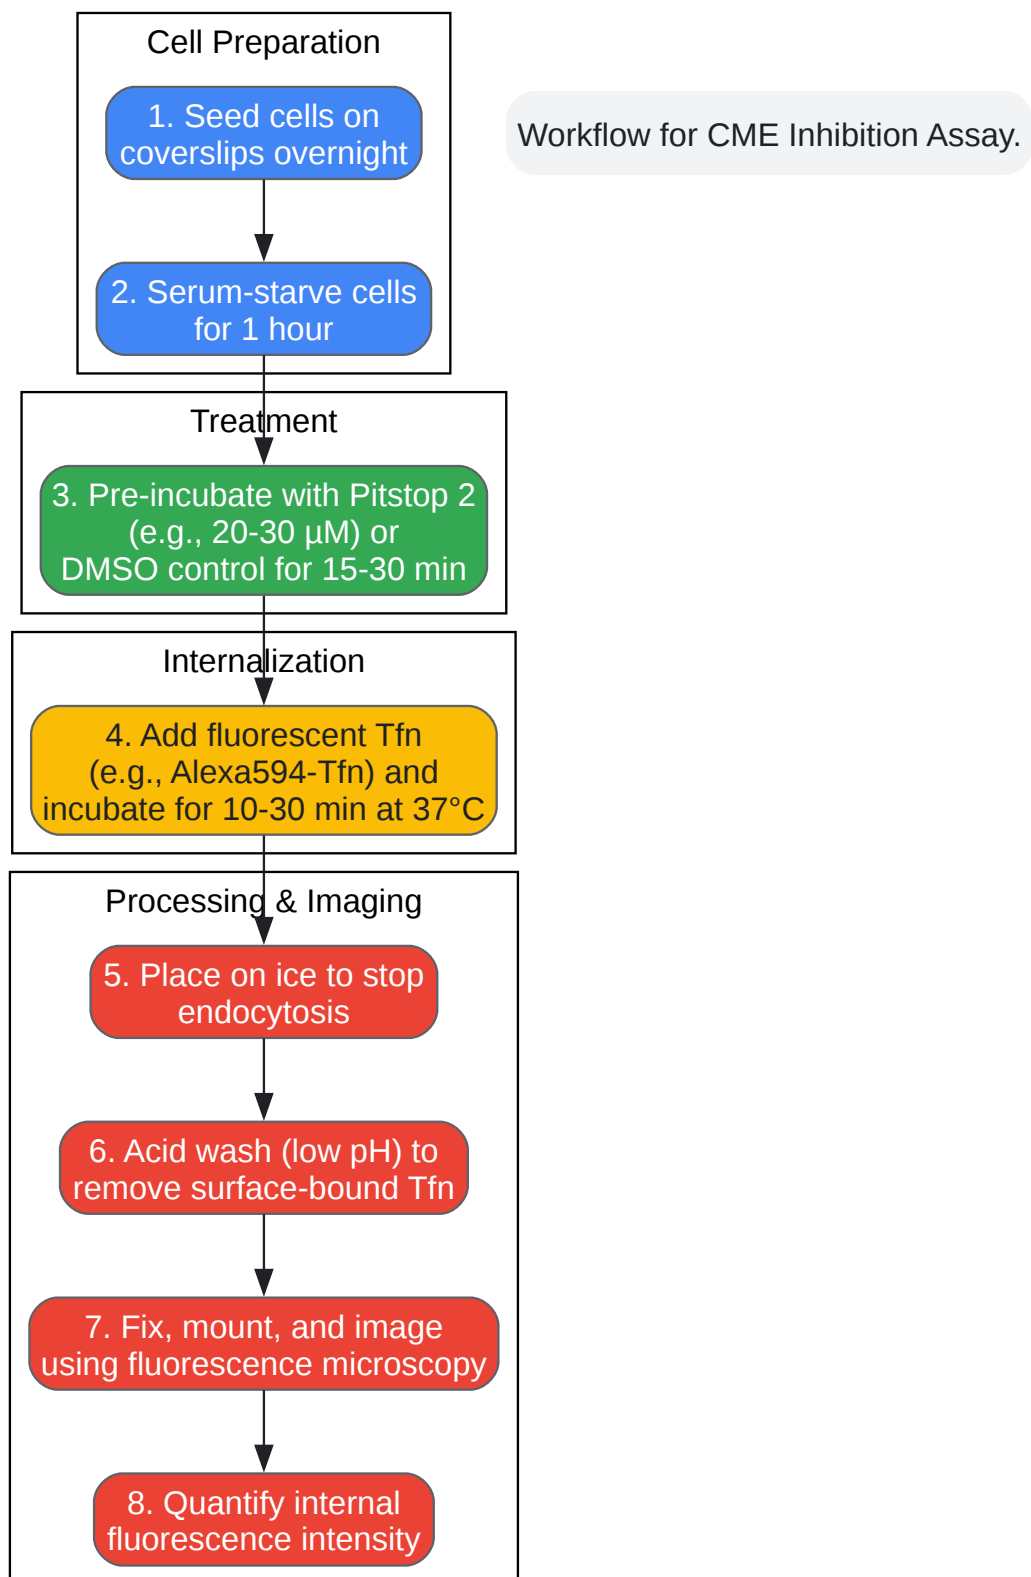 Cell Preparation
1. Seed cells on
coverslips overnight
Workflow for CME Inhibition Assay.
2. Serum-starve cells
for 1 hour
Treatment
3. Pre-incubate with Pitstop 2
(e.g., 20-30 µM) or
DMSO control for 15-30 min
Internalization
4. Add fluorescent Tfn
(e.g., Alexa594-Tfn) and
incubate for 10-30 min at 37°C
Processing & Imaging
5. Place on ice to stop
endocytosis
6. Acid wash (low pH) to
remove surface-bound Tfn
7. Fix, mount, and image
using fluorescence microscopy
8. Quantify internal
fluorescence intensity